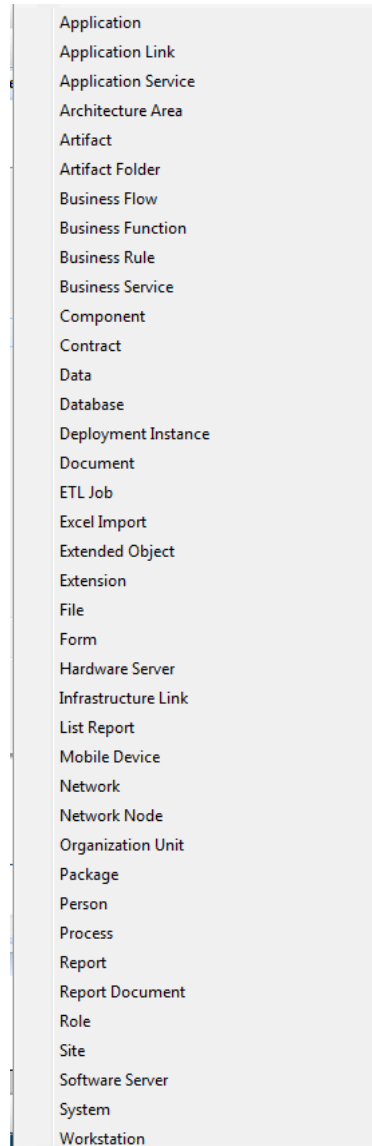 Application
Application Link
Application Service
Architecture Area
Artifact
Artifact Folder
Business Flow
Business Function
Business Rule
Business Service
Component
Contract
Data
Database
Deployment Instance
Document
ETL Job
Excel Import
Extended Object
Extension
File
Form
Hardware Server
Infrastructure Link
List Report
Mobile Device
Network
Network Node
Organization Unit
Package
Person
Process
Report
Report Document
Role
Site
Software Server
System
Workstation